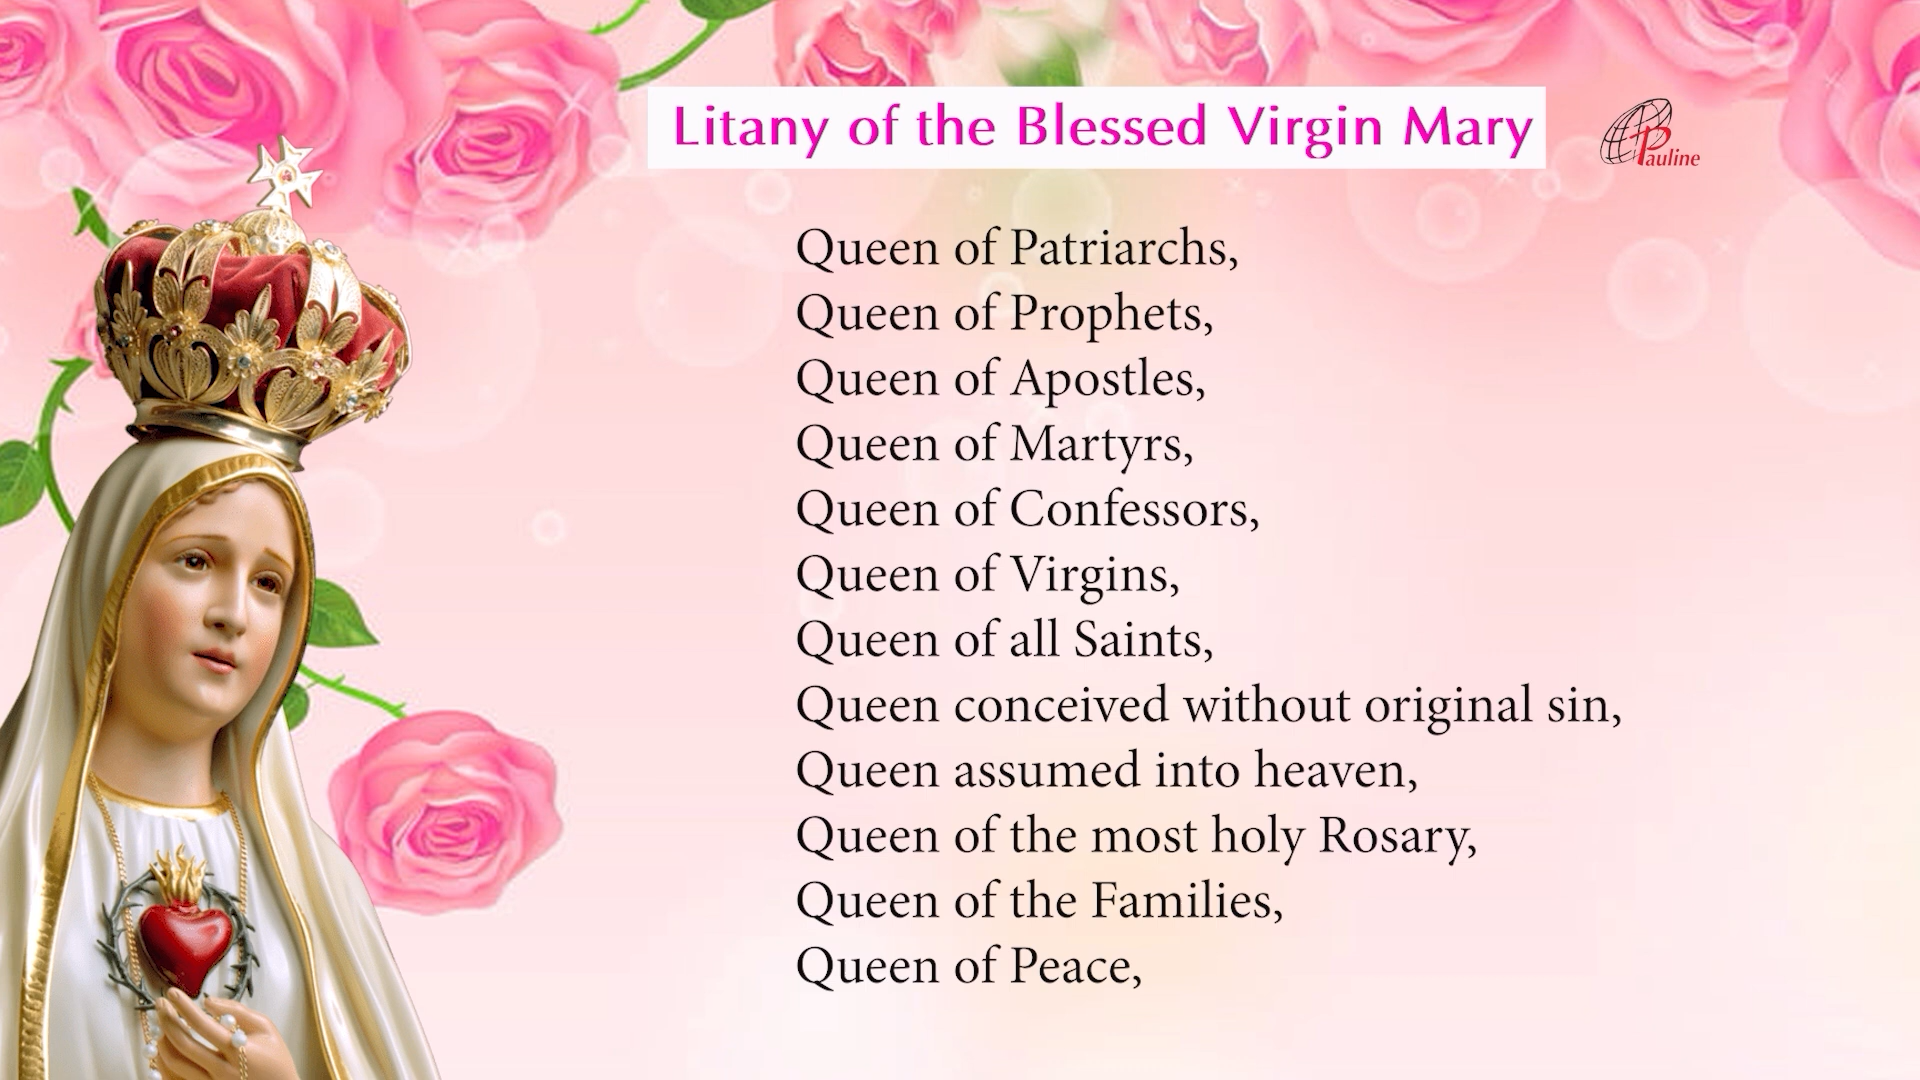 Litany of the Blessed Virgin Mary
Pauline
Queen of Patriarchs,
Queen of Prophets,
Queen of Apostles,
Queen of Martyrs,
Queen of Confessors,
Queen of Virgins,
Queen of all Saints,
Queen conceived without original sin,
Queen assumed into heaven,
Queen of the most holy Rosary,
Queen of the Families,
Queen of Peace,